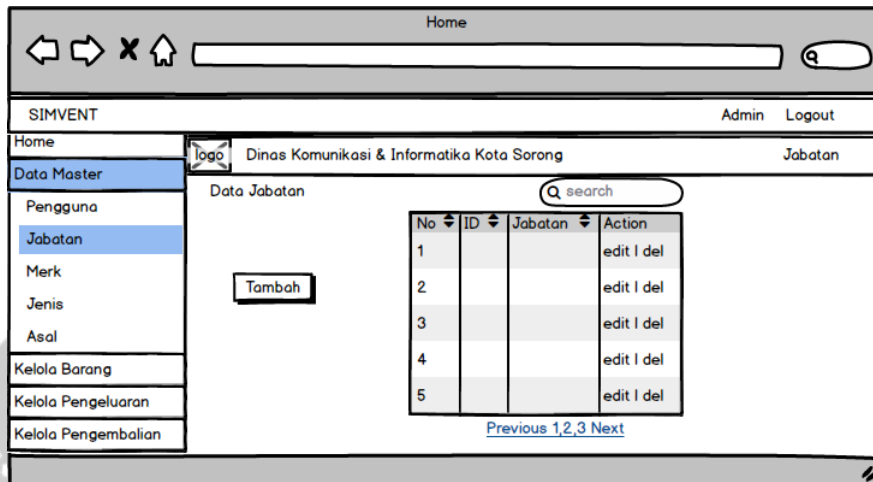 Home
SIMVENT
Admin Logout
Home
Data Master
Pengguna
Jabatan
Merk
Jenis
Asal
Kelola Barang
Kelola Pengeluaran
Kelola Pengembalian
logo Dinas Komunikasi & Informatika Kota Sorong Jabatan
Data Jabatan
search
Tambah
No ID Jabatan Action
1 edit | del
2 edit | del
3 edit | del
4 edit | del
5 edit | del
Previous 1,2,3 Next